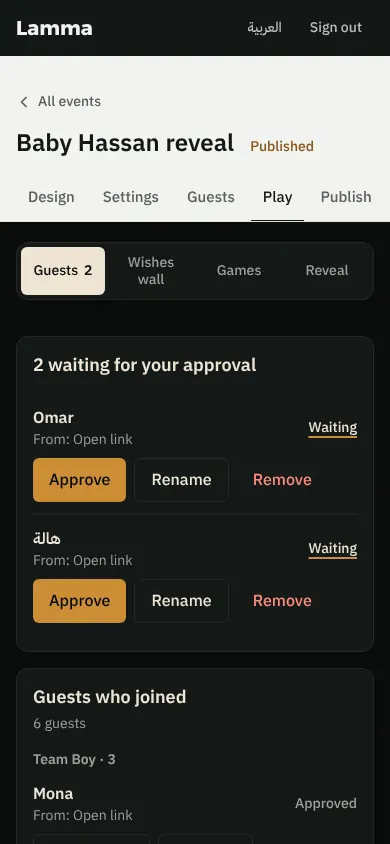 Lamma
العربية
Sign out
All events
Baby Hassan reveal
Published
Design
Settings
Guests
Play
Publish
Guests 2
Wishes
wall
Games
Reveal
2 waiting for your approval
Omar
Waiting
From: Open link
Approve
Rename
Remove
هالة
Waiting
From: Open link
Approve
Rename
Remove
Guests who joined
6 guests
Team Boy · 3
Mona
Approved
From: Open link